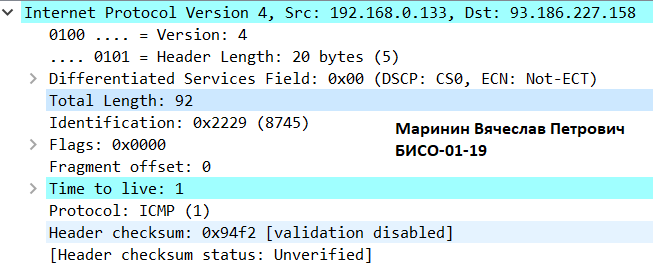 Internet Protocol Version 4, Src: 192.168.0.133, Dst: 93.186.227.158
0100 .... = Version: 4
.... 0101 = Header Length: 20 bytes (5)
Differentiated Services Field: 0x00 (DSCP: CS0, ECN: Not-ECT)
Total Length: 92
Identification: 0x2229 (8745)
Маринин Вячеслав Петрович
Flags: 0x0000
БИСО-01-19
Fragment offset: 0
Time to live: 1
Protocol: ICMP (1)
Header checksum: 0x94f2 [validation disabled]
[Header checksum status: Unverified]